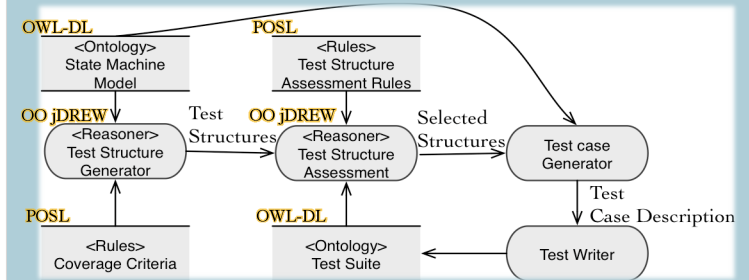 OWL-DL
<Ontology>
State Machine
Model
POSL
<Rules>
Test Structure
Assessment Rules
OO jDREW
<Reasoner>
Test Structure
Generator
Test
Structures
OO jDREW
<Reasoner>
Test Structure
Assessment
Selected
Structures
Test case
Generator
Test
Case Description
POSL
<Rules>
Coverage Criteria
OWL-DL
<Ontology>
Test Suite
Test Writer